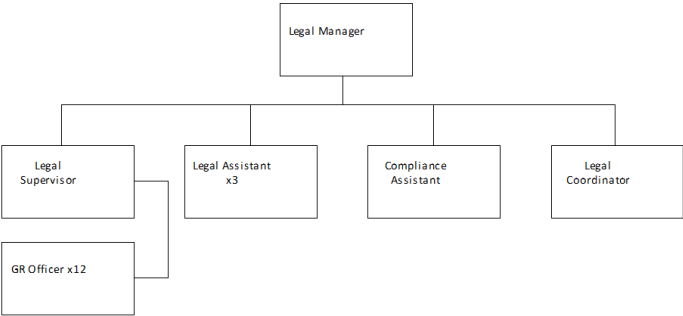 Legal Manager
Legal
Supervisor
Legal Assistant
x3
Compliance
Assistant
Legal
Coordinator
GR Officer x12